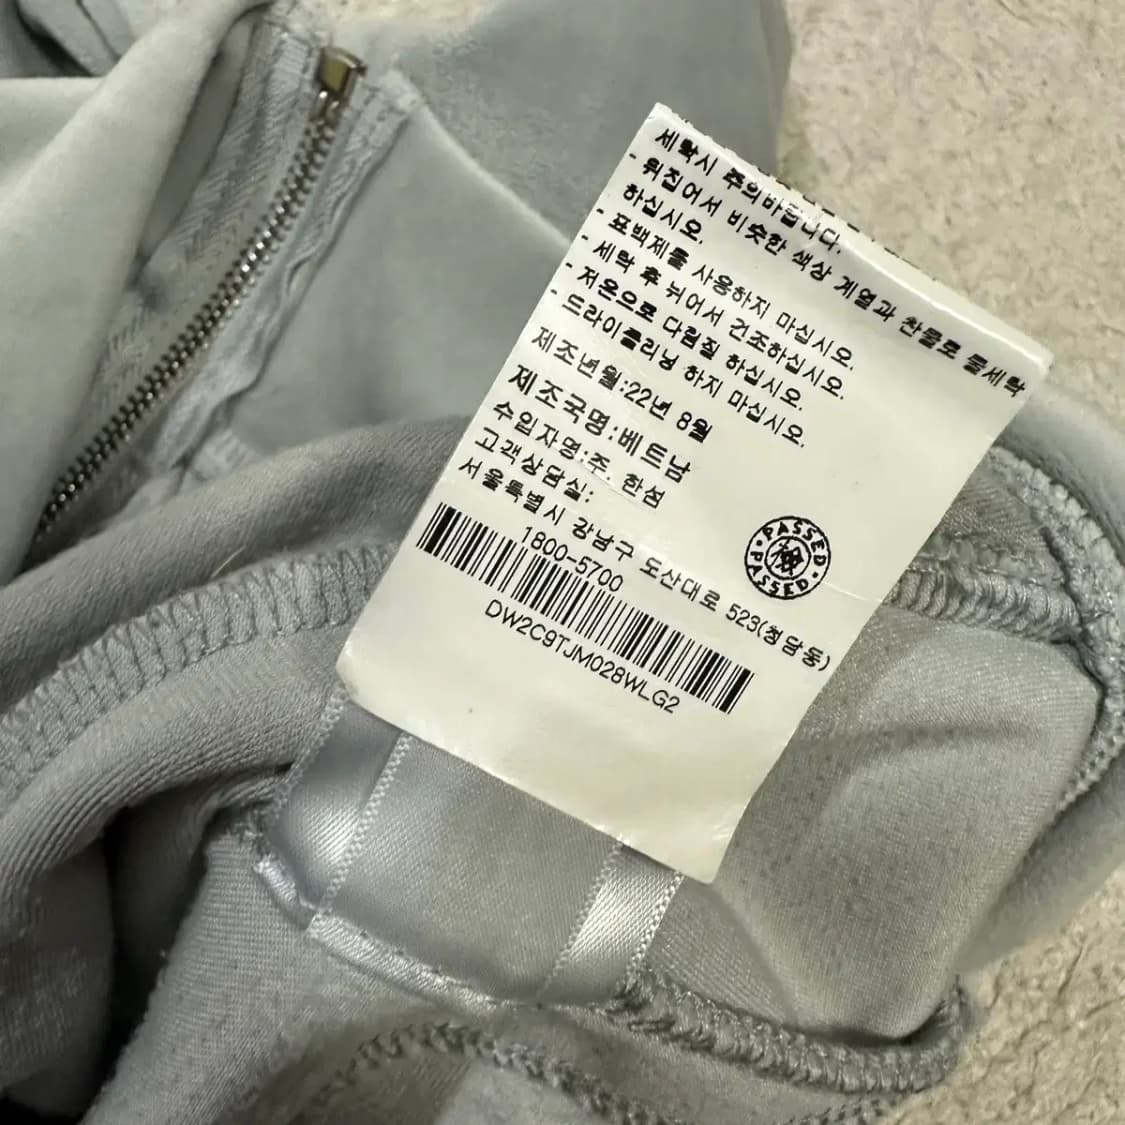 세탁시 주의바랍니다.
- 뒤집어서 비슷한 색상 계열과 찬물로 물세탁
하십시오.
- 표백제를 사용하지 마십시오.
- 세탁 후 뉘어서 건조하십시오.
- 저온으로 다림질 하십시오.
- 드라이클리닝 하지 마십시오.
제조년월:22년 8월
제조국명:베트남
수입자명:주. 한섬
고객상담실:
서울특별시 강남구 도산대로 523(청담동)
1800-5700
DW2C9TJM028WLG2
PASSED
PASSED